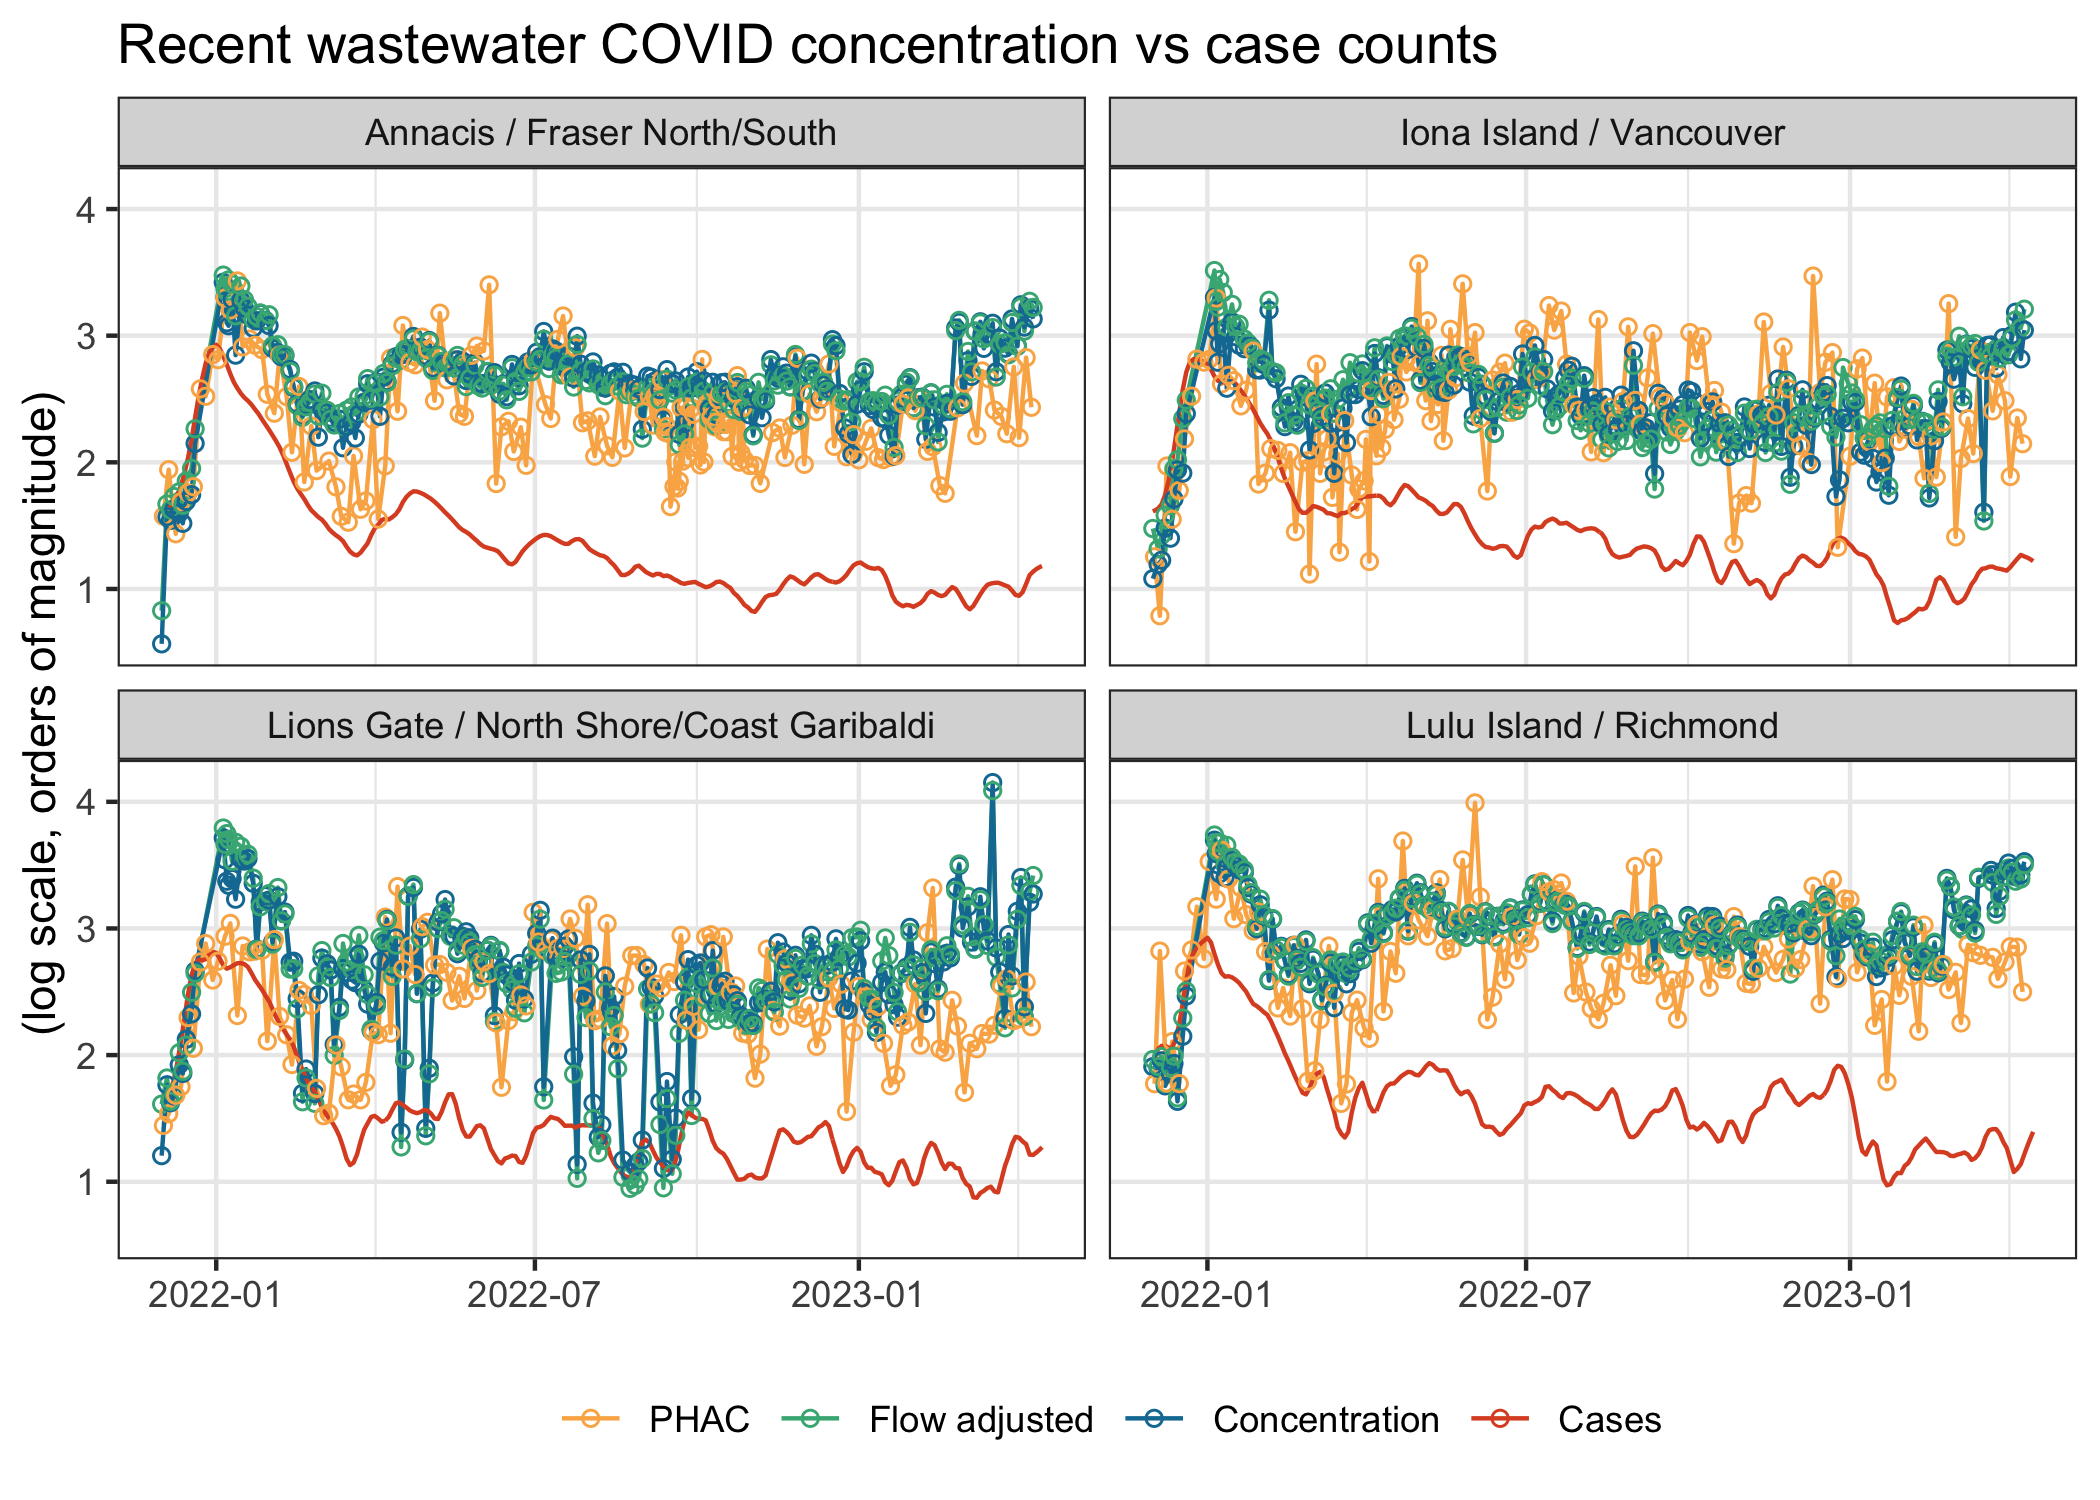 Recent wastewater COVID concentration vs case counts
Annacis / Fraser North/South
Iona Island / Vancouver
4
3
2
1
(log scale, orders of magnitude)
Lions Gate / North Shore/Coast Garibaldi
Lulu Island / Richmond
4
3
2
1
2022-01
2022-07
2023-01
2022-01
2022-07
2023-01
PHAC
Flow adjusted
Concentration
Cases